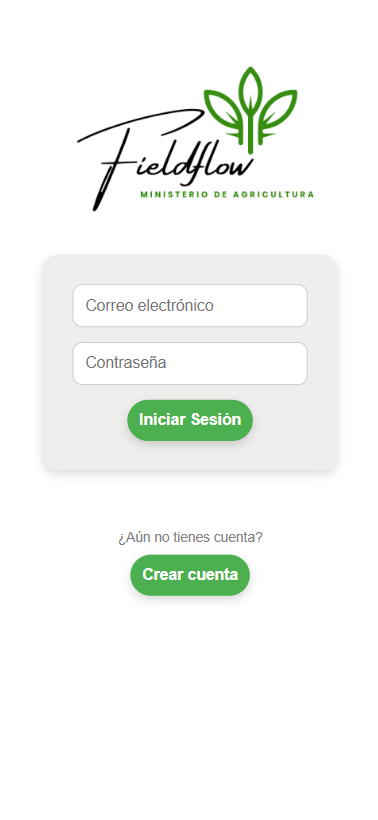 Fieldflow
MINISTERIO DE AGRICULTURA
Correo electrónico
Contraseña
Iniciar Sesión
¿Aún no tienes cuenta?
Crear cuenta